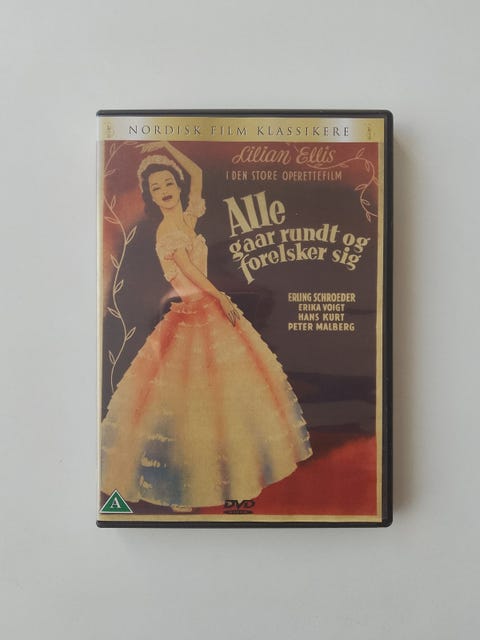 NORDISK FILM KLASSIKERE
Lilian Ellis
I DEN STORE OPERETTEFILM
Alle
gaar rundt og
forelsker sig
ERLING SCHROEDER
ERIKA VOIGT
HANS KURT
PETER MALBERG
A
DVD